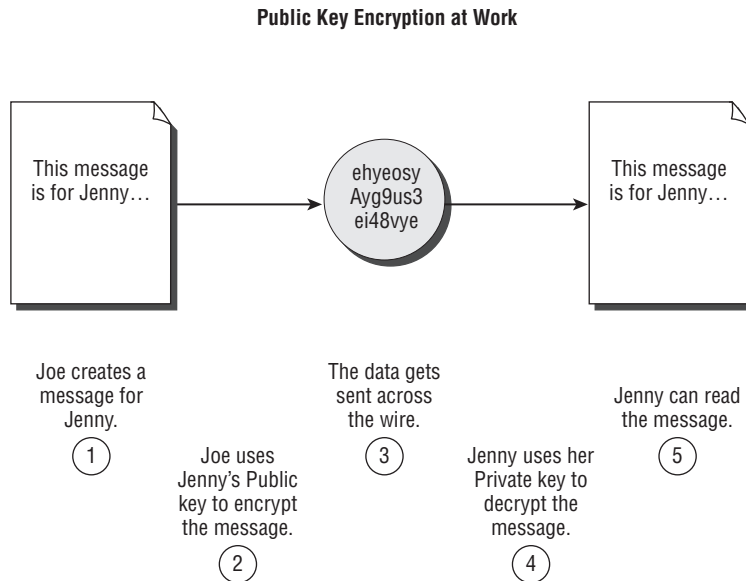 Public Key Encryption at Work
This message
is for Jenny…
ehyeosy
Ayg9us3
ei48vye
This message
is for Jenny…
Joe creates a
message for
Jenny.
1
Joe uses
Jenny's Public
key to encrypt
the message.
2
The data gets
sent across
the wire.
3
Jenny uses her
Private key to
decrypt the
message.
4
Jenny can read
the message.
5